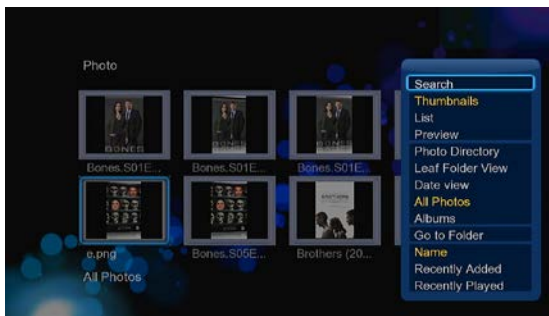 Photo
BONES
Bones.S01E...
Bones.S01E...
Bones.S01E...
e.png
Bones.S05E...
Brothers (20...
All Photos
Search
Thumbnails
List
Preview
Photo Directory
Leaf Folder View
Date view
All Photos
Albums
Go to Folder
Name
Recently Added
Recently Played